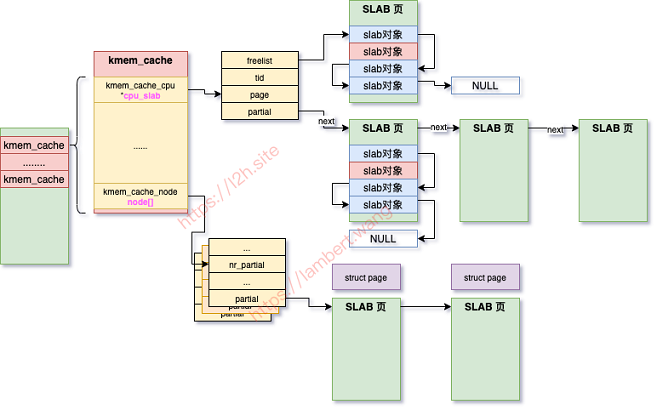 kmem_cache
........
kmem_cache
kmem_cache
kmem_cache_cpu
*cpu_slab
......
kmem_cache_node
node[]
freelist
tid
page
partial
SLAB 页
slab对象
slab对象
slab对象
slab对象
NULL
next
SLAB 页
slab对象
slab对象
slab对象
slab对象
NULL
next
SLAB 页
next
SLAB 页
...
nr_partial
...
partial
partial
partial
struct page
SLAB 页
struct page
SLAB 页
https://l2h.site
https://lambert.wang